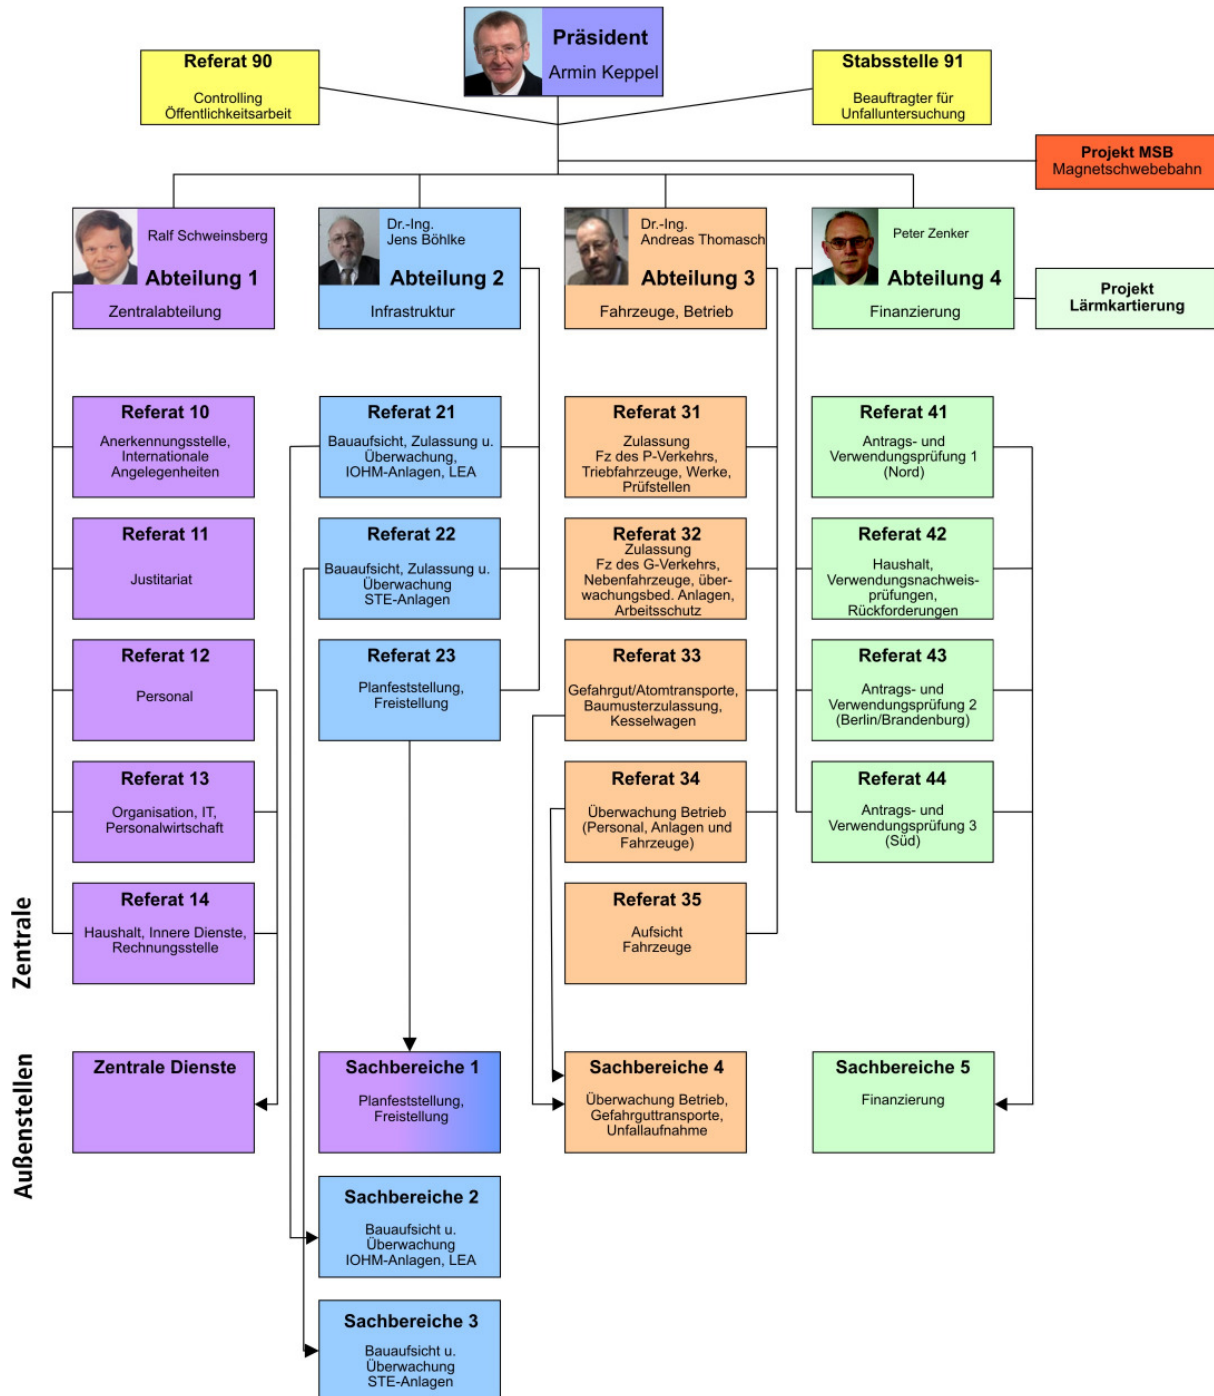 Präsident
Armin Keppel
Referat 90
Controlling
Öffentlichkeitsarbeit
Stabsstelle 91
Beauftragter für
Unfalluntersuchung
Projekt MSB
Magnetschwebebahn
Ralf Schweinsberg
Abteilung 1
Zentralabteilung
Dr.-Ing.
Jens Böhlke
Abteilung 2
Infrastruktur
Dr.-Ing.
Andreas Thomasch
Abteilung 3
Fahrzeuge, Betrieb
Peter Zenker
Abteilung 4
Finanzierung
Projekt
Lärmkartierung
Zentrale
Referat 10
Anerkennungsstelle,
Internationale
Angelegenheiten
Referat 21
Bauaufsicht, Zulassung u.
Überwachung,
IOHM-Anlagen, LEA
Referat 31
Zulassung
Fz des P-Verkehrs,
Triebfahrzeuge, Werke,
Prüfstellen
Referat 41
Antrags- und
Verwendungsprüfung 1
(Nord)
Referat 11
Justitariat
Referat 22
Bauaufsicht, Zulassung u.
Überwachung
STE-Anlagen
Referat 32
Zulassung
Fz des G-Verkehrs,
Nebenfahrzeuge, über-
wachungsbed. Anlagen,
Arbeitsschutz
Referat 42
Haushalt,
Verwendungsnachweis-
prüfungen,
Rückforderungen
Referat 12
Personal
Referat 23
Planfeststellung,
Freistellung
Referat 33
Gefahrgut/Atomtransporte,
Baumusterzulassung,
Kesselwagen
Referat 43
Antrags- und
Verwendungsprüfung 2
(Berlin/Brandenburg)
Referat 13
Organisation, IT,
Personalwirtschaft
Referat 34
Überwachung Betrieb
(Personal, Anlagen und
Fahrzeuge)
Referat 44
Antrags- und
Verwendungsprüfung 3
(Süd)
Referat 14
Haushalt, Innere Dienste,
Rechnungsstelle
Referat 35
Aufsicht
Fahrzeuge
Außenstellen
Zentrale Dienste
Sachbereiche 1
Planfeststellung,
Freistellung
Sachbereiche 4
Überwachung Betrieb,
Gefahrguttransporte,
Unfallaufnahme
Sachbereiche 5
Finanzierung
Sachbereiche 2
Bauaufsicht u.
Überwachung
IOHM-Anlagen, LEA
Sachbereiche 3
Bauaufsicht u.
Überwachung
STE-Anlagen